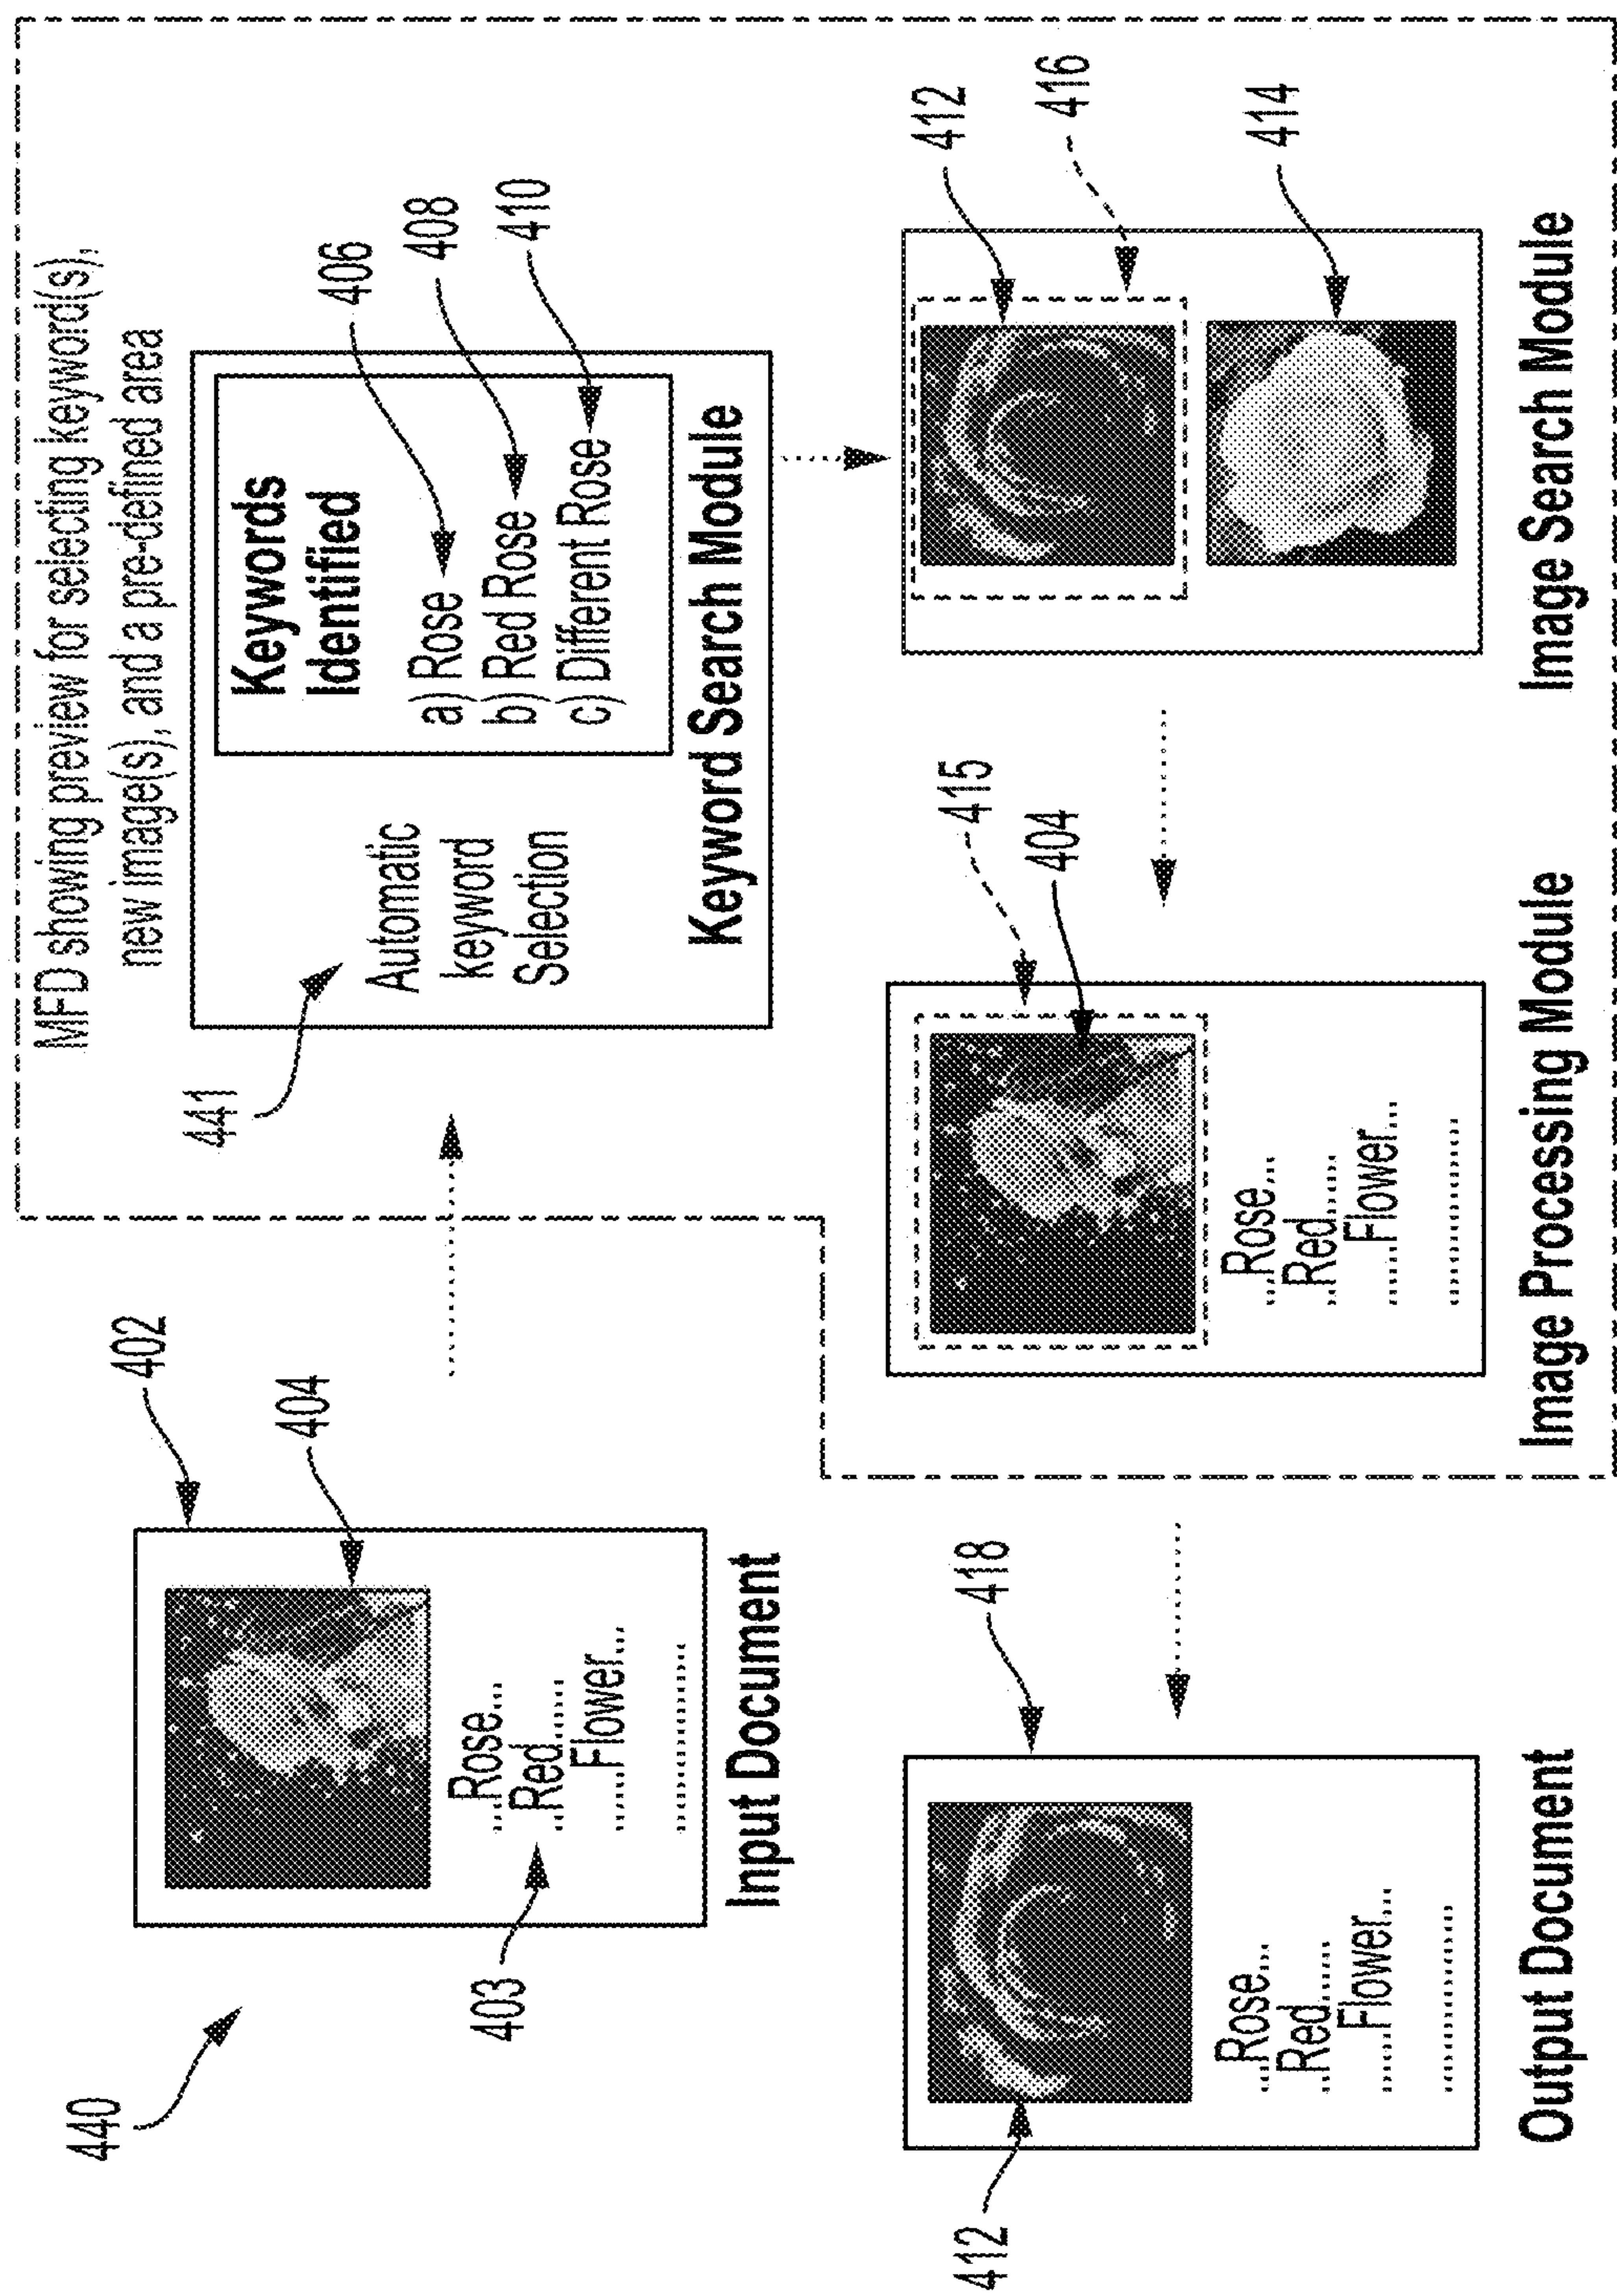 440
402
404
403
...Rose...
...Red.......
......Flower...
.....................
Input Document
MFD showing preview for selecting keyword(s),
new image(s), and a pre-defined area
441
Automatic
keyword
Selection
Keywords
Identified
a) Rose
b) Red Rose
c) Different Rose
406
408
410
Keyword Search Module
412
416
414
Image Search Module
415
404
...Rose...
...Red.......
......Flower...
.....................
Image Processing Module
418
412
...Rose...
...Red.......
......Flower...
.....................
Output Document